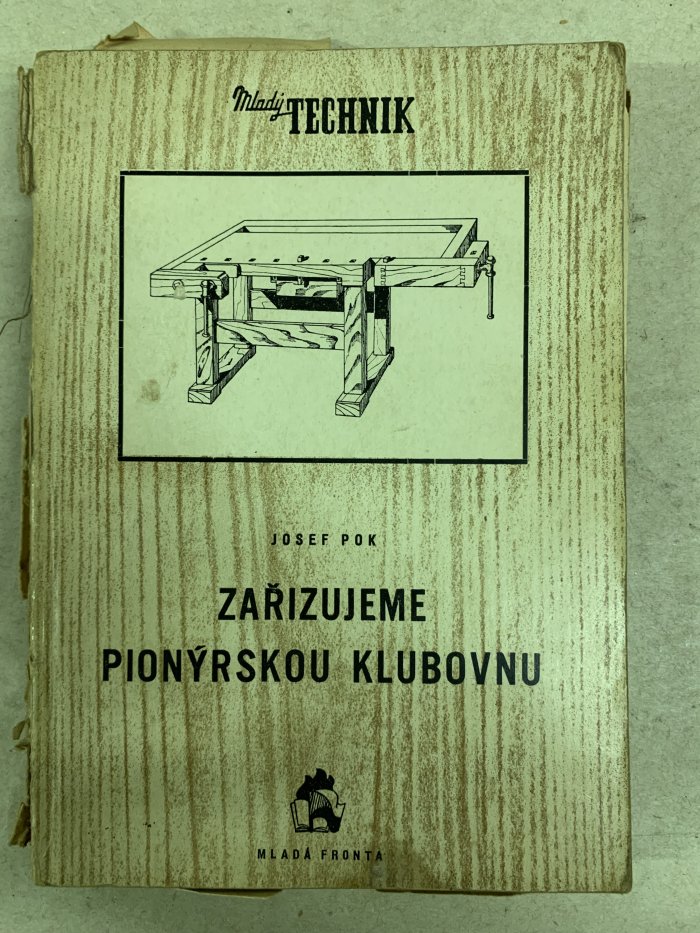 Mladý TECHNIK
JOSEF POK
ZAŘIZUJEME
PIONÝRSKOU KLUBOVNU
MLADÁ FRONTA